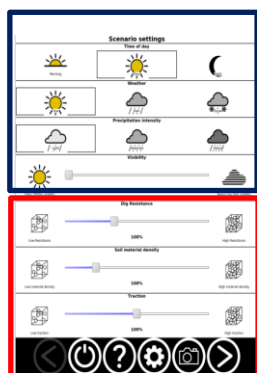 Scenario settings
Time of day
Morning
Weather
Precipitation intensity
Visibility
Dig Resistance
Low Resistance
100%
High Resistance
Soil material density
Low material density
100%
High material density
Traction
Low traction
100%
High traction